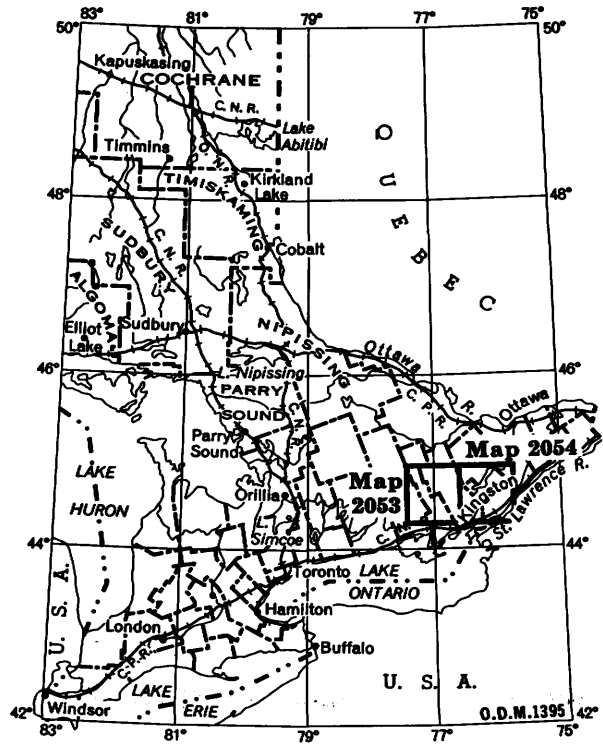 83° 81° 79° 77° 75°
50° 50°
Kapuskasing
COCHRANE
C.N.R.
Lake
Abitibi
Timmins
O.N.R.
Kirkland
Lake
TIMISKAMING
QUEBEC
48° 48°
SUDBURY
C.N.R.
Cobalt
ALGOMA
Elliot
Lake
Sudbury
NIPISSING
Ottawa R.
46° 46°
L. Nipissing
C.P.R.
PARRY
SOUND
C.N.R.
Ottawa
Parry
Sound
Map 2054
LAKE
HURON
Map
2053
Kingston
St. Lawrence R.
Orillia
L.
Simcoe
C.N.
44° 44°
Toronto
LAKE
ONTARIO
U.S.A.
Hamilton
London
C.P.R.
Buffalo
LAKE
ERIE
U. S. A.
Windsor
O.D.M.1395
42° 42°
83° 81° 79° 77° 75°